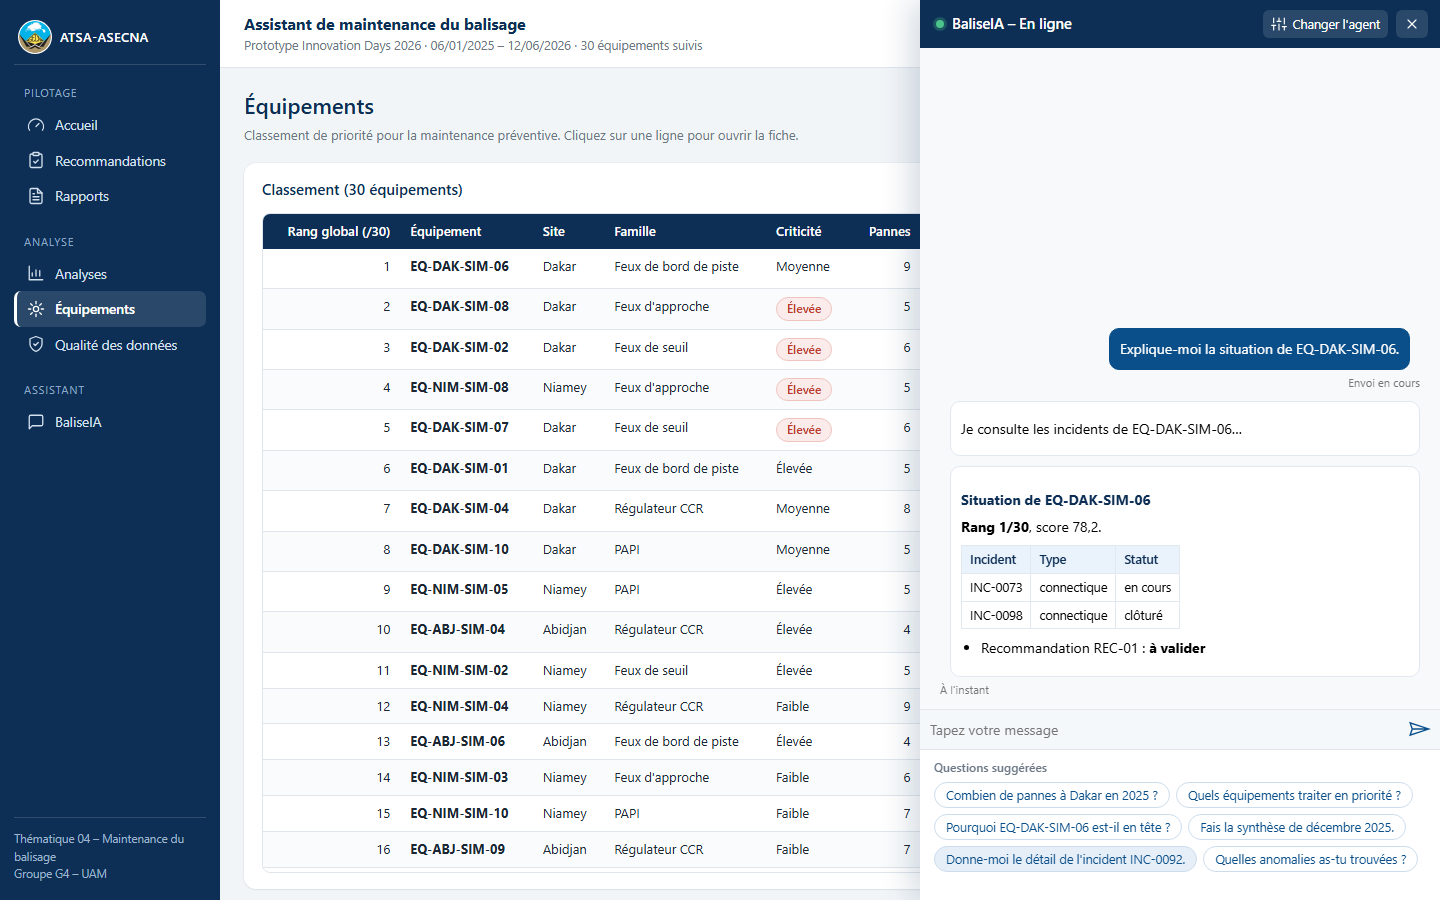 ATSA-ASECNA
PILOTAGE
Accueil
Recommandations
Rapports
ANALYSE
Analyses
Équipements
Qualité des données
ASSISTANT
BaliseIA
Thématique 04 – Maintenance du
balisage
Groupe G4 – UAM
Assistant de maintenance du balisage
Prototype Innovation Days 2026 · 06/01/2025 – 12/06/2026 · 30 équipements suivis
Équipements
Classement de priorité pour la maintenance préventive. Cliquez sur une ligne pour ouvrir la fiche.
Classement (30 équipements)
Rang global (/30) Équipement Site Famille Criticité Pannes
1 EQ-DAK-SIM-06 Dakar Feux de bord de piste Moyenne 9
2 EQ-DAK-SIM-08 Dakar Feux d'approche Élevée 5
3 EQ-DAK-SIM-02 Dakar Feux de seuil Élevée 6
4 EQ-NIM-SIM-08 Niamey Feux d'approche Élevée 5
5 EQ-DAK-SIM-07 Dakar Feux de seuil Élevée 6
6 EQ-DAK-SIM-01 Dakar Feux de bord de piste Élevée 5
7 EQ-DAK-SIM-04 Dakar Régulateur CCR Moyenne 8
8 EQ-DAK-SIM-10 Dakar PAPI Moyenne 5
9 EQ-NIM-SIM-05 Niamey PAPI Élevée 5
10 EQ-ABJ-SIM-04 Abidjan Régulateur CCR Élevée 4
11 EQ-NIM-SIM-02 Niamey Feux de seuil Élevée 5
12 EQ-NIM-SIM-04 Niamey Régulateur CCR Faible 9
13 EQ-ABJ-SIM-06 Abidjan Feux de bord de piste Élevée 4
14 EQ-NIM-SIM-03 Niamey Feux d'approche Faible 6
15 EQ-NIM-SIM-10 Niamey PAPI Faible 7
16 EQ-ABJ-SIM-09 Abidjan Régulateur CCR Faible 7
BaliseIA – En ligne
Changer l'agent
Explique-moi la situation de EQ-DAK-SIM-06.
Envoi en cours
Je consulte les incidents de EQ-DAK-SIM-06...
Situation de EQ-DAK-SIM-06
Rang 1/30, score 78,2.
Incident Type Statut
INC-0073 connectique en cours
INC-0098 connectique clôturé
Recommandation REC-01 : à valider
À l'instant
Tapez votre message
Questions suggérées
Combien de pannes à Dakar en 2025 ? Quels équipements traiter en priorité ?
Pourquoi EQ-DAK-SIM-06 est-il en tête ? Fais la synthèse de décembre 2025.
Donne-moi le détail de l'incident INC-0092. Quelles anomalies as-tu trouvées ?